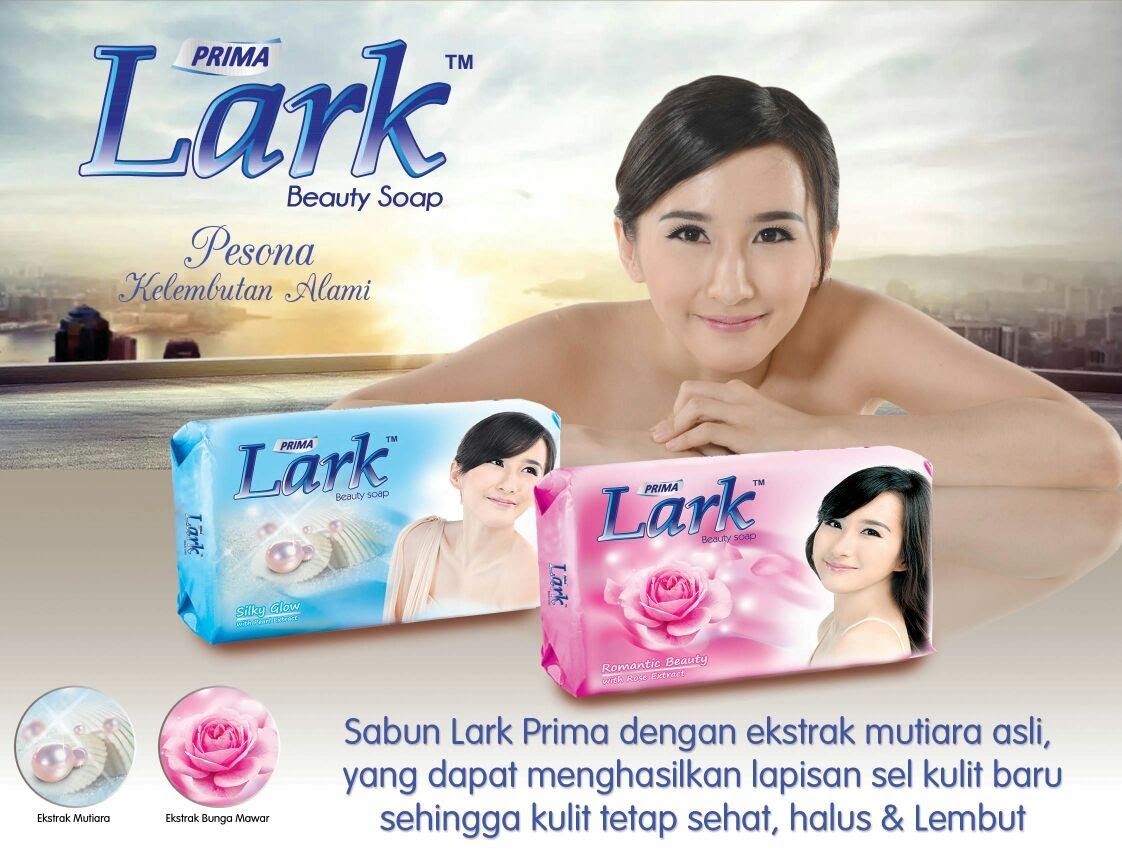 PRIMA
Lark™
Beauty Soap
Pesona
Kelembutan Alami
PRIMA
Lark™
Beauty soap
Lark
Silky Glow
with Pearl Extract
PRIMA
Lark™
Beauty soap
Lark
Romantic Beauty
with Rose Extract
Ekstrak Mutiara
Ekstrak Bunga Mawar
Sabun Lark Prima dengan ekstrak mutiara asli,
yang dapat menghasilkan lapisan sel kulit baru
sehingga kulit tetap sehat, halus & Lembut